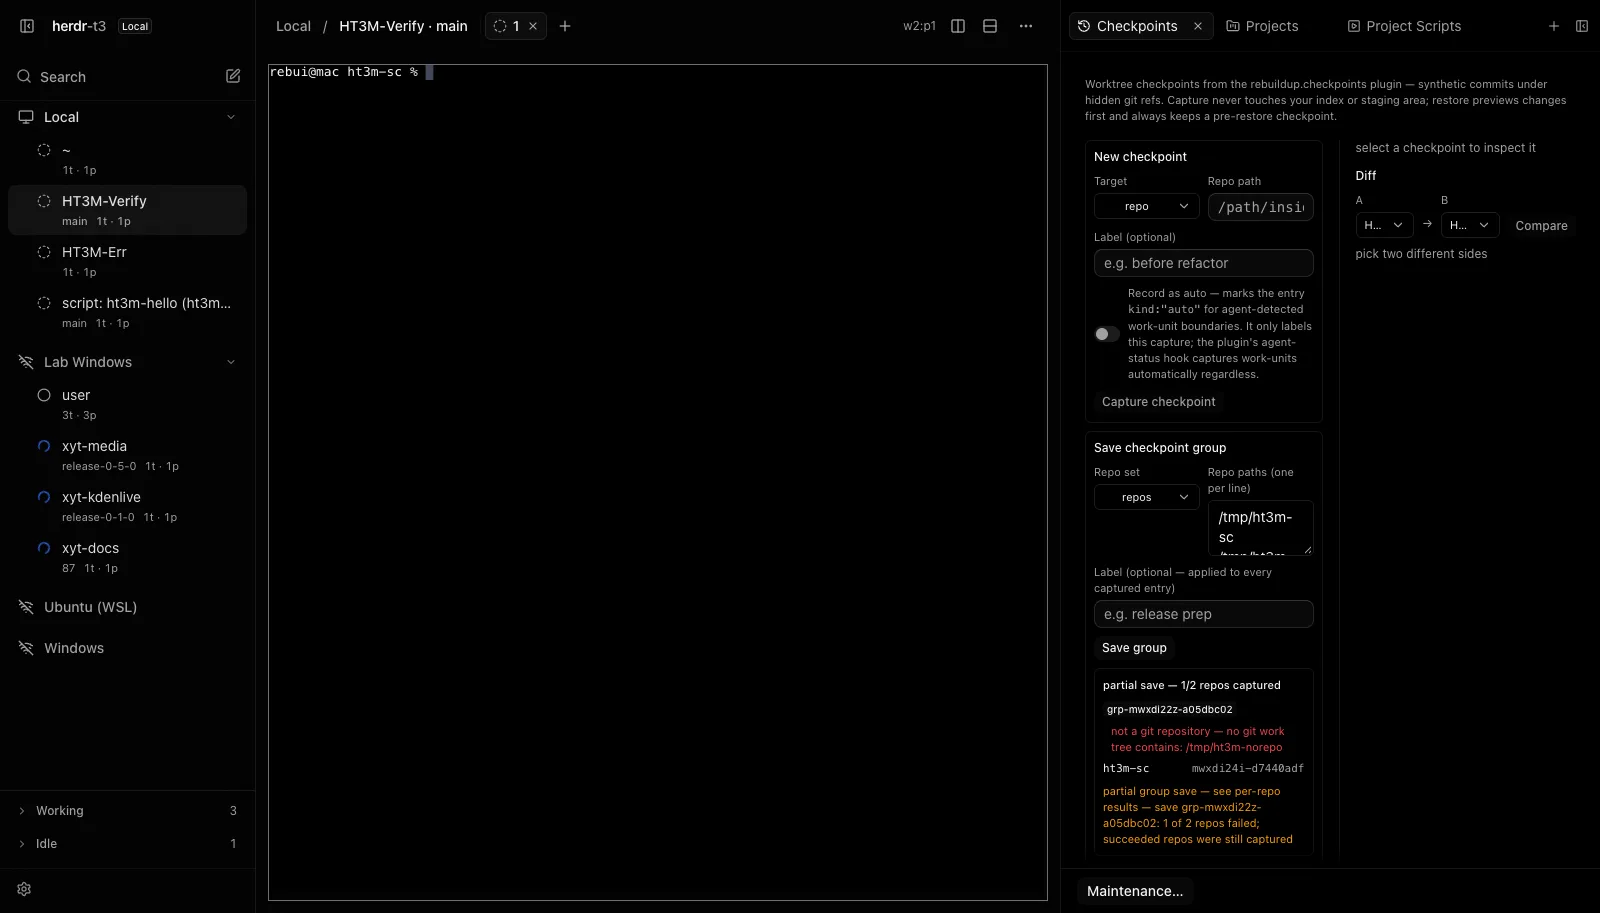 herdr-t3 Local
Search
Local
~
1t · 1p
HT3M-Verify
main 1t · 1p
HT3M-Err
1t · 1p
script: ht3m-hello (ht3m...
main 1t · 1p
Lab Windows
user
3t · 3p
xyt-media
release-0-5-0 1t · 1p
xyt-kdenlive
release-0-1-0 1t · 1p
xyt-docs
87 1t · 1p
Ubuntu (WSL)
Windows
Working 3
Idle 1
Local / HT3M-Verify · main 1 × + w2:p1
rebui@mac ht3m-sc %
Checkpoints × Projects Project Scripts
Worktree checkpoints from the rebuildup.checkpoints plugin — synthetic commits under
hidden git refs. Capture never touches your index or staging area; restore previews changes
first and always keeps a pre-restore checkpoint.
New checkpoint
Target Repo path
repo /path/insi
Label (optional)
e.g. before refactor
Record as auto — marks the entry
kind:"auto" for agent-detected
work-unit boundaries. It only labels
this capture; the plugin's agent-
status hook captures work-units
automatically regardless.
Capture checkpoint
Save checkpoint group
Repo set Repo paths (one
per line)
repos /tmp/ht3m-
sc
/tmp/ht3m-
Label (optional — applied to every
captured entry)
e.g. release prep
Save group
partial save — 1/2 repos captured
grp-mwxdi22z-a05dbc02
not a git repository — no git work
tree contains: /tmp/ht3m-norepo
ht3m-sc mwxdi24i-d7440adf
partial group save — see per-repo
results — save grp-mwxdi22z-
a05dbc02: 1 of 2 repos failed;
succeeded repos were still captured
Maintenance...
select a checkpoint to inspect it
Diff
A B
H... → H... Compare
pick two different sides